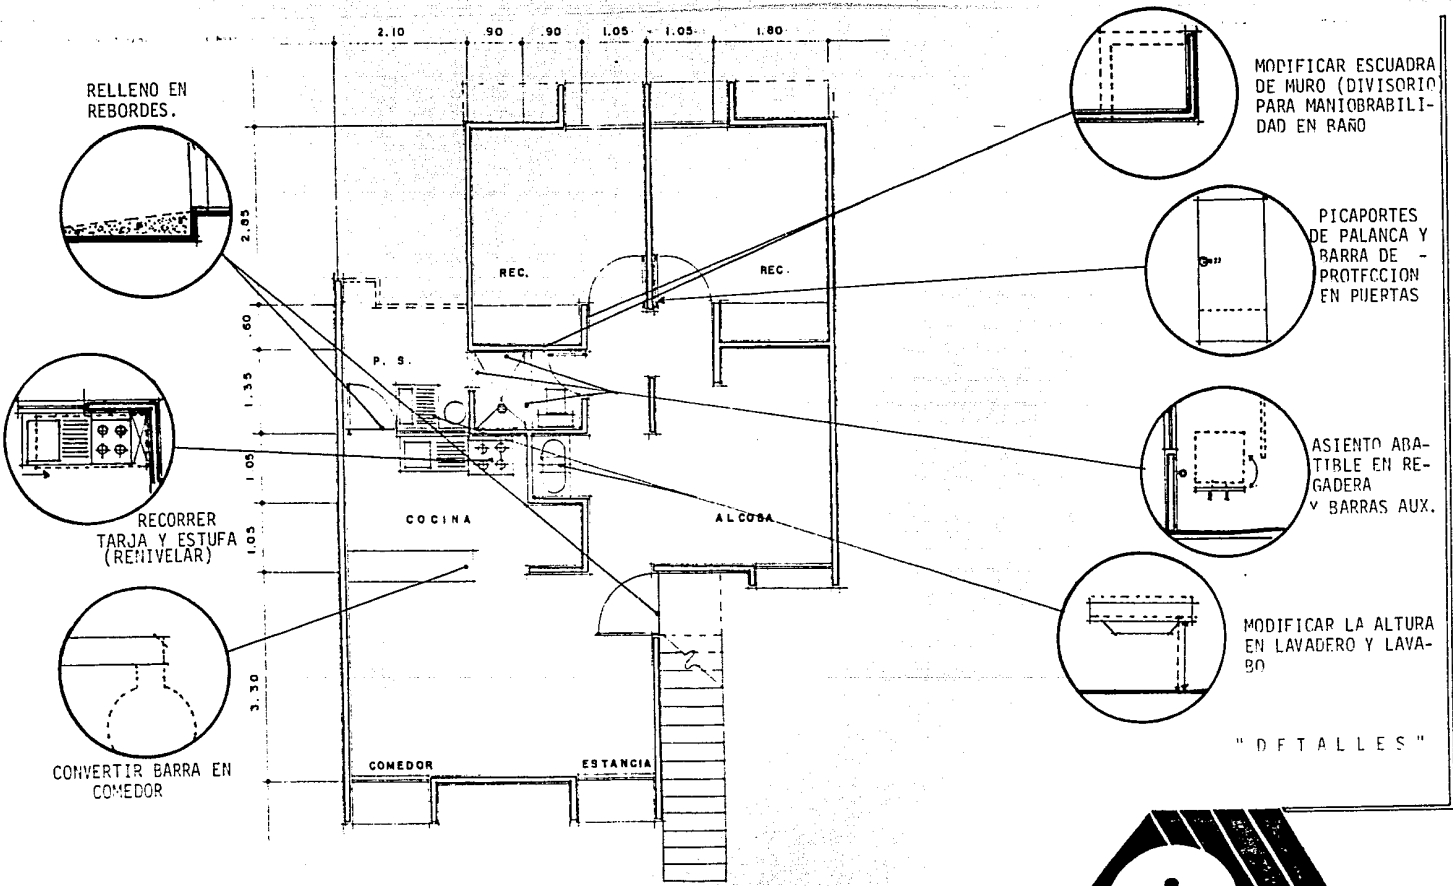 2.10 .90 .90 1.05 1.05 1.80
RELLENO EN
REBORDES.
MODIFICAR ESCUADRA
DE MURO (DIVISORIO
PARA MANIOBRABILI-
DAD EN BAÑO
2.85
PICAPORTES
DE PALANCA Y
BARRA DE -
PROTECCION
EN PUERTAS
REC.
REC.
.60
P. S.
1.35
1.05
RECORRER
TARJA Y ESTUFA
(RENIVELAR)
1.05
COCINA
ALCOBA
ASIENTO ABA-
TIBLE EN RE-
GADERA
Y BARRAS AUX.
MODIFICAR LA ALTURA
EN LAVADERO Y LAVA-
BO
3.30
CONVERTIR BARRA EN
COMEDOR
COMEDOR
ESTANCIA
"DETALLES"